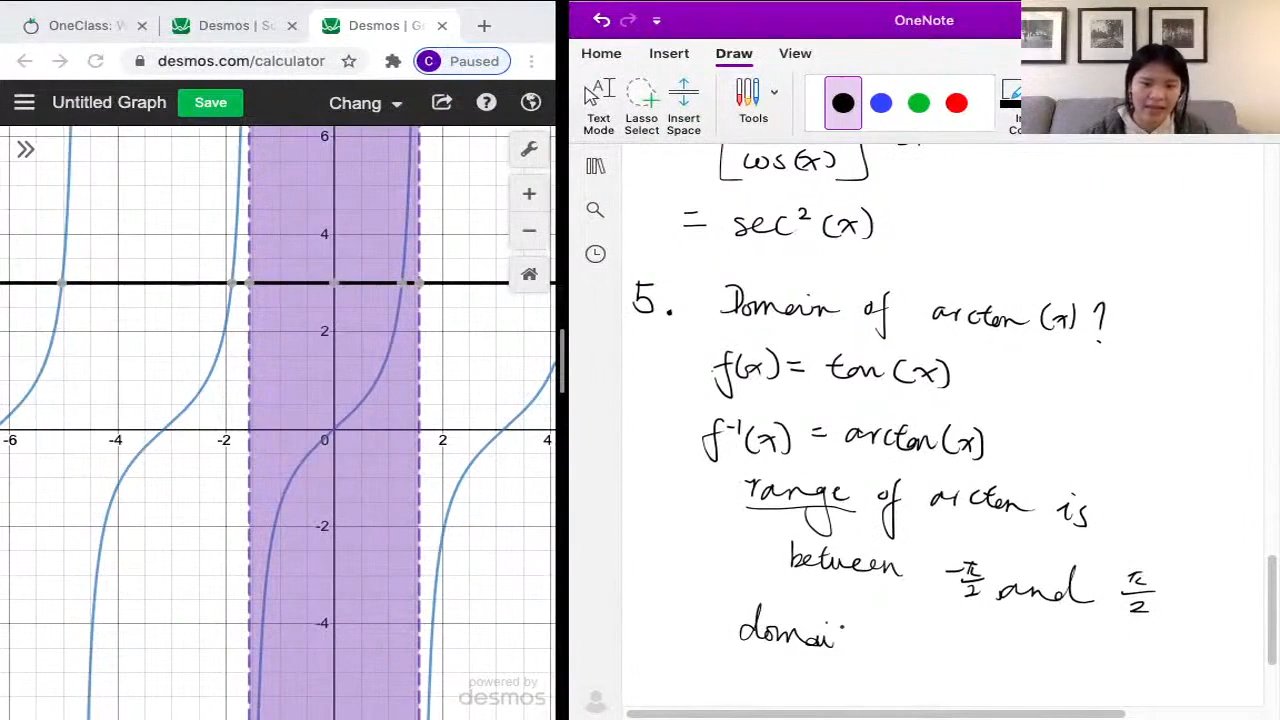 OneClass: W
Desmos | Sc
Desmos | Gr
desmos.com/calculator
C Paused
Untitled Graph
Save
Chang
6
4
2
-6
-4
-2
0
2
4
-2
-4
powered by
desmos
OneNote
Home Insert Draw View
Text Mode
Lasso Select
Insert Space
Tools
cos(x)
= sec²(x)
5. Domain of arctan(x)?
f(x) = tan(x)
f⁻¹(x) = arctan(x)
range of arctan is
between -π/2 and π/2
domai